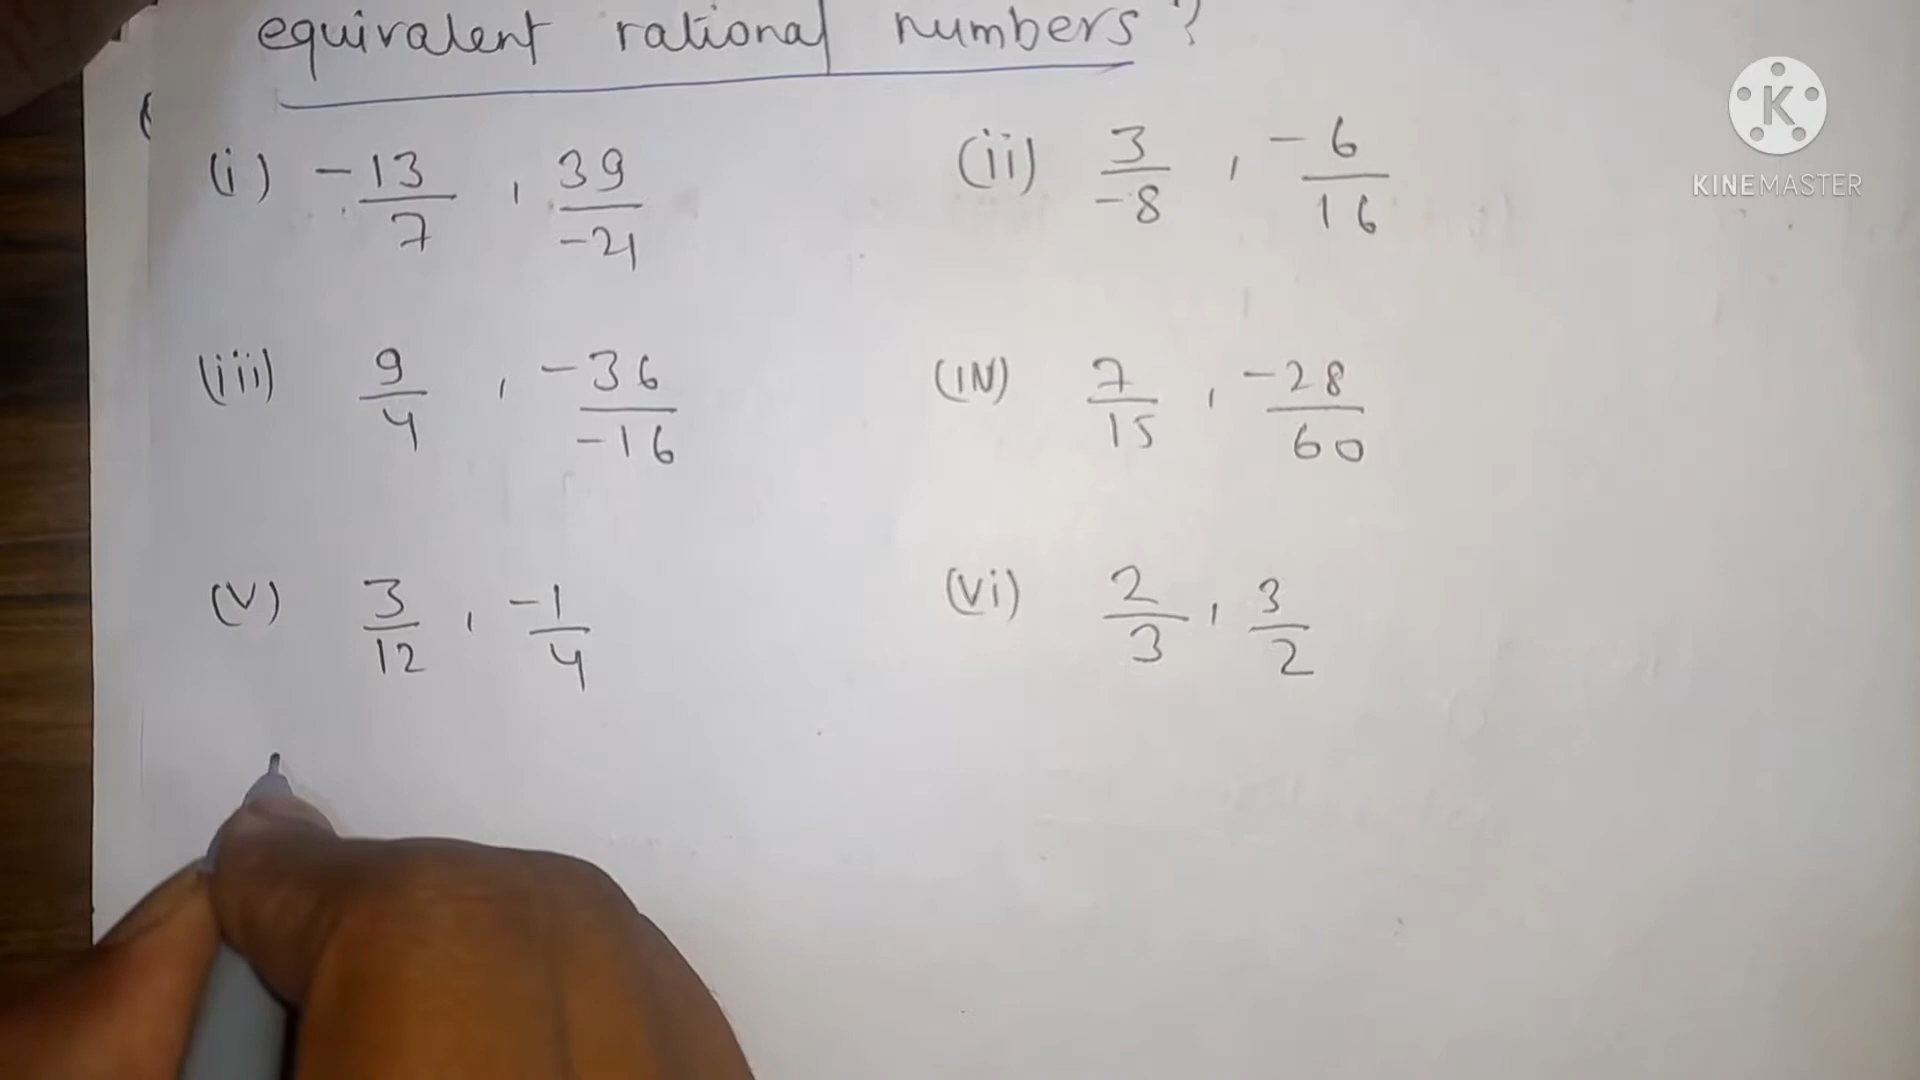 equivalent rational numbers?
(i) -13/7 , 39/-21
(ii) 3/-8 , -6/16
(iii) 9/4 , -36/-16
(IV) 7/15 , -28/60
(V) 3/12 , -1/4
(Vi) 2/3 , 3/2
K
KINEMASTER